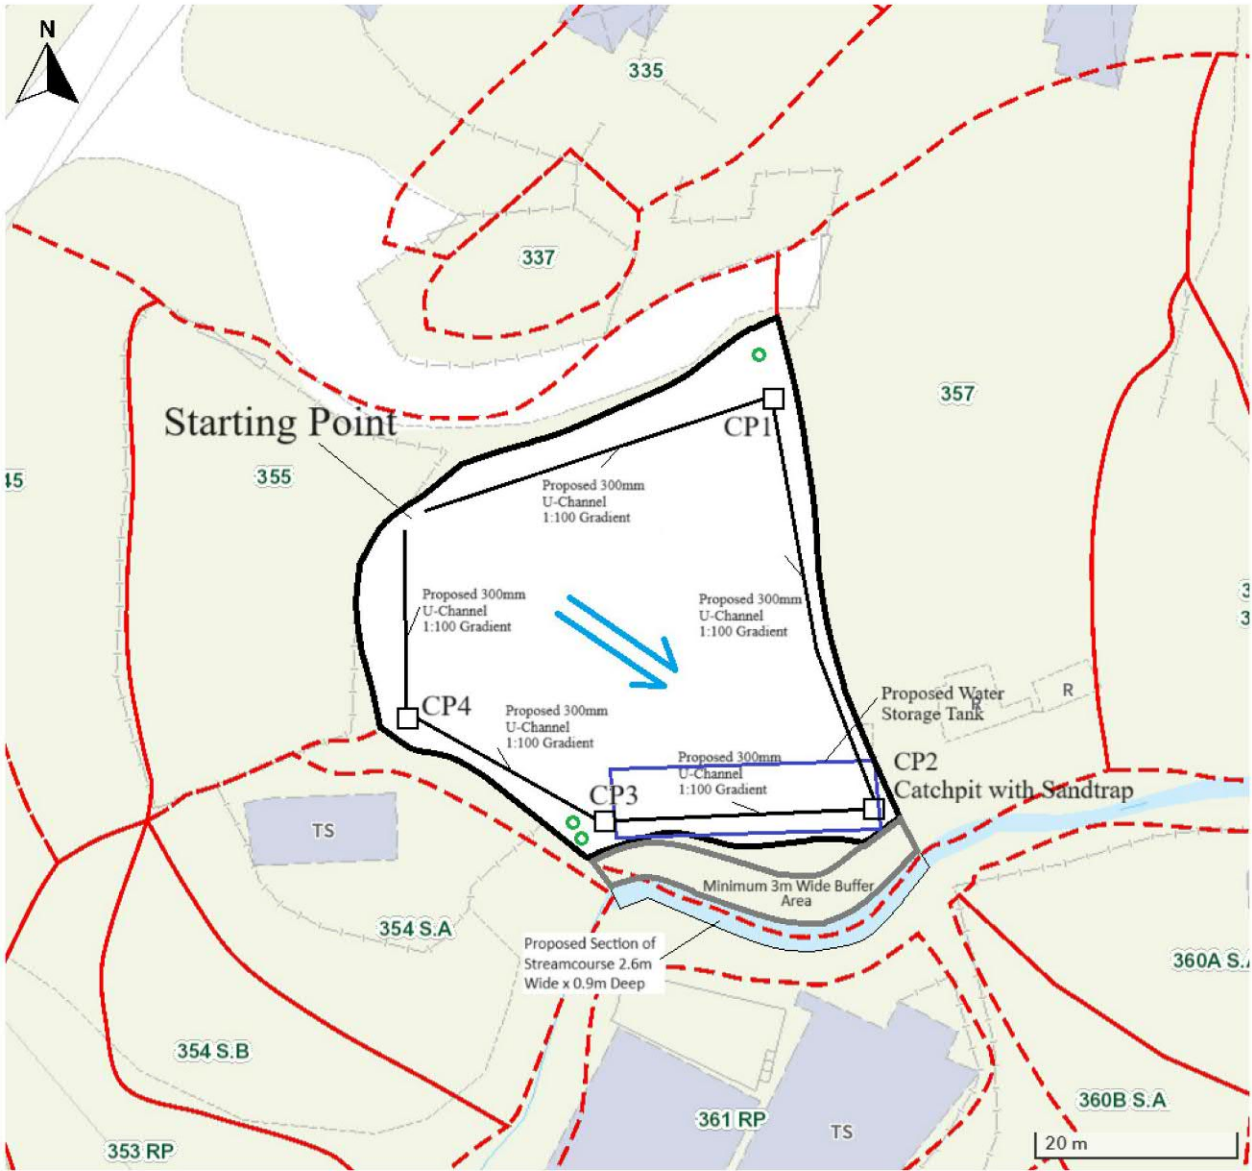 N
335
337
357
Starting Point
CP1
45
355
Proposed 300mm
U-Channel
1:100 Gradient
Proposed 300mm
U-Channel
1:100 Gradient
Proposed 300mm
U-Channel
1:100 Gradient
3
3
R
R
Proposed Water
Storage Tank
CP4
Proposed 300mm
U-Channel
1:100 Gradient
Proposed 300mm
U-Channel
1:100 Gradient
CP2
Catchpit with Sandtrap
CP3
TS
Minimum 3m Wide Buffer
Area
354 S.A
Proposed Section of
Streamcourse 2.6m
Wide x 0.9m Deep
360A S.A
354 S.B
360B S.A
361 RP
TS
353 RP
20 m